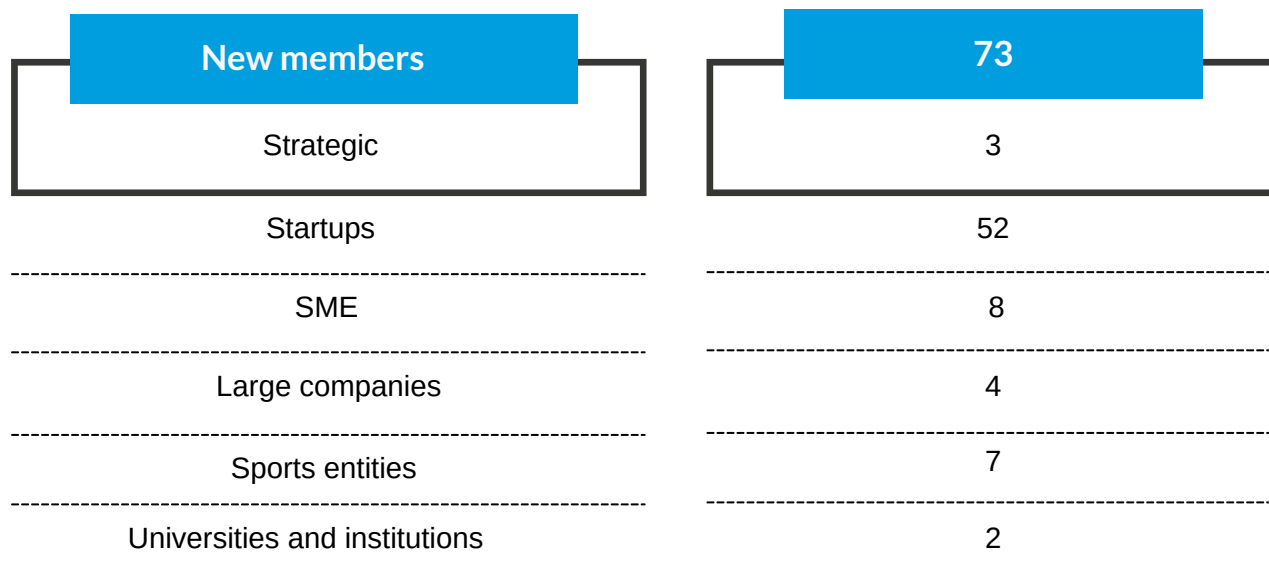 New members 73
Strategic 3
Startups 52
SME 8
Large companies 4
Sports entities 7
Universities and institutions 2